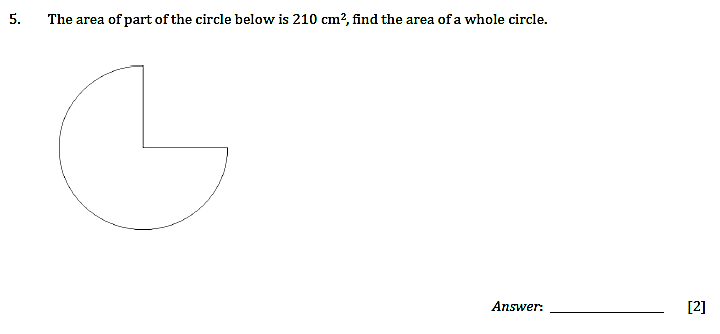 5. The area of part of the circle below is 210 cm², find the area of a whole circle.
Answer: ____________ [2]